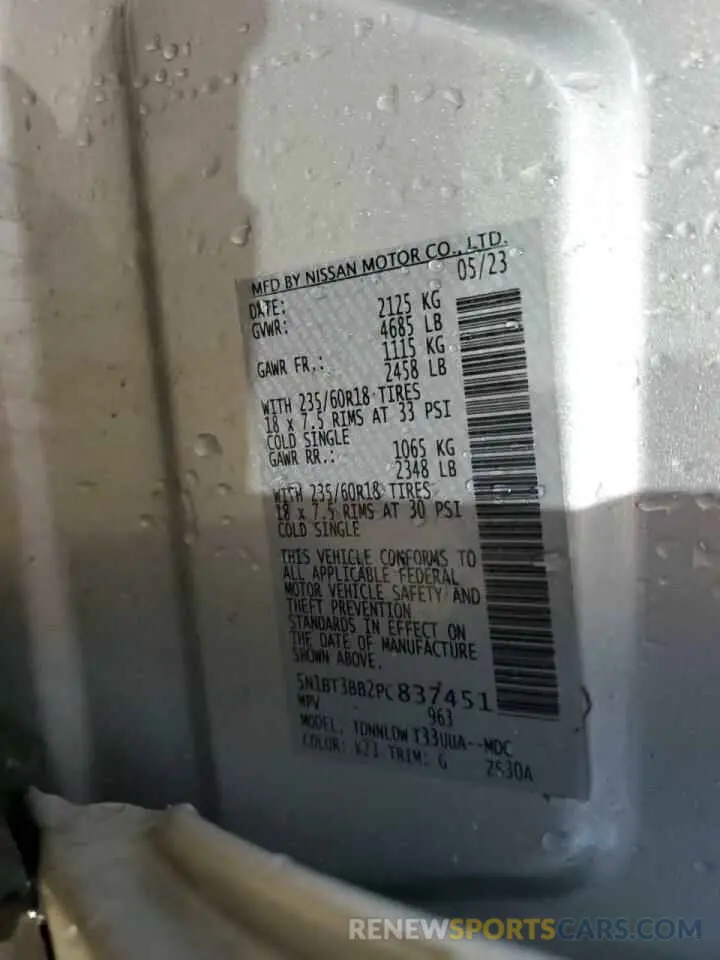 MFD BY NISSAN MOTOR CO., LTD.
DATE: 05/23
GVWR: 2125 KG
4685 LB
GAWR FR.: 1115 KG
2458 LB
WITH 235/60R18 TIRES
18 x 7.5 RIMS AT 33 PSI
COLD SINGLE
GAWR RR.: 1065 KG
2348 LB
WITH 235/60R18 TIRES
18 x 7.5 RIMS AT 30 PSI
COLD SINGLE
THIS VEHICLE CONFORMS TO
ALL APPLICABLE FEDERAL
MOTOR VEHICLE SAFETY AND
THEFT PREVENTION
STANDARDS IN EFFECT ON
THE DATE OF MANUFACTURE
SHOWN ABOVE.
5N1BT3BB2PC837451
MPV 963
MODEL: -MDC
COLOR: K23 TRIM: G 2530A
RENEWSPORTSCARS.COM